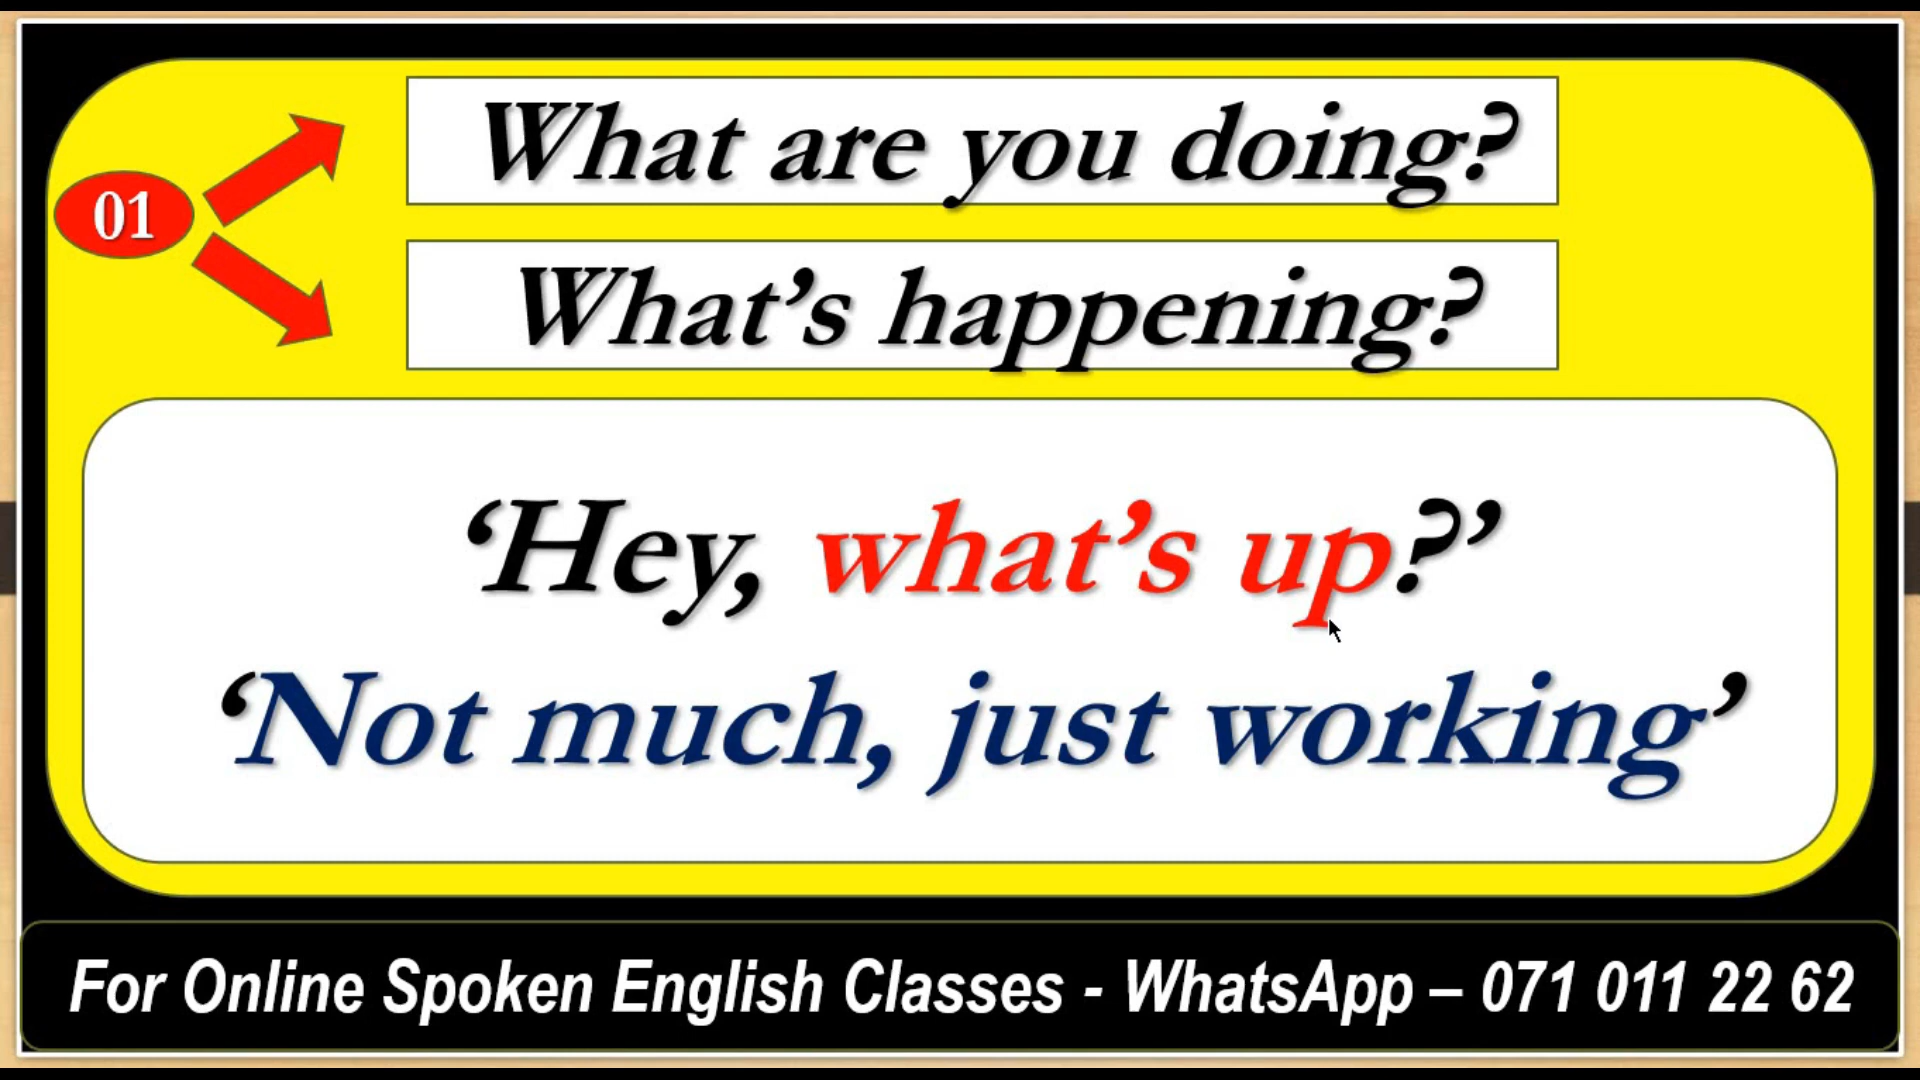 What are you doing?
01
What’s happening?
‘Hey, what’s up?’
‘Not much, just working’
For Online Spoken English Classes - WhatsApp – 071 011 22 62